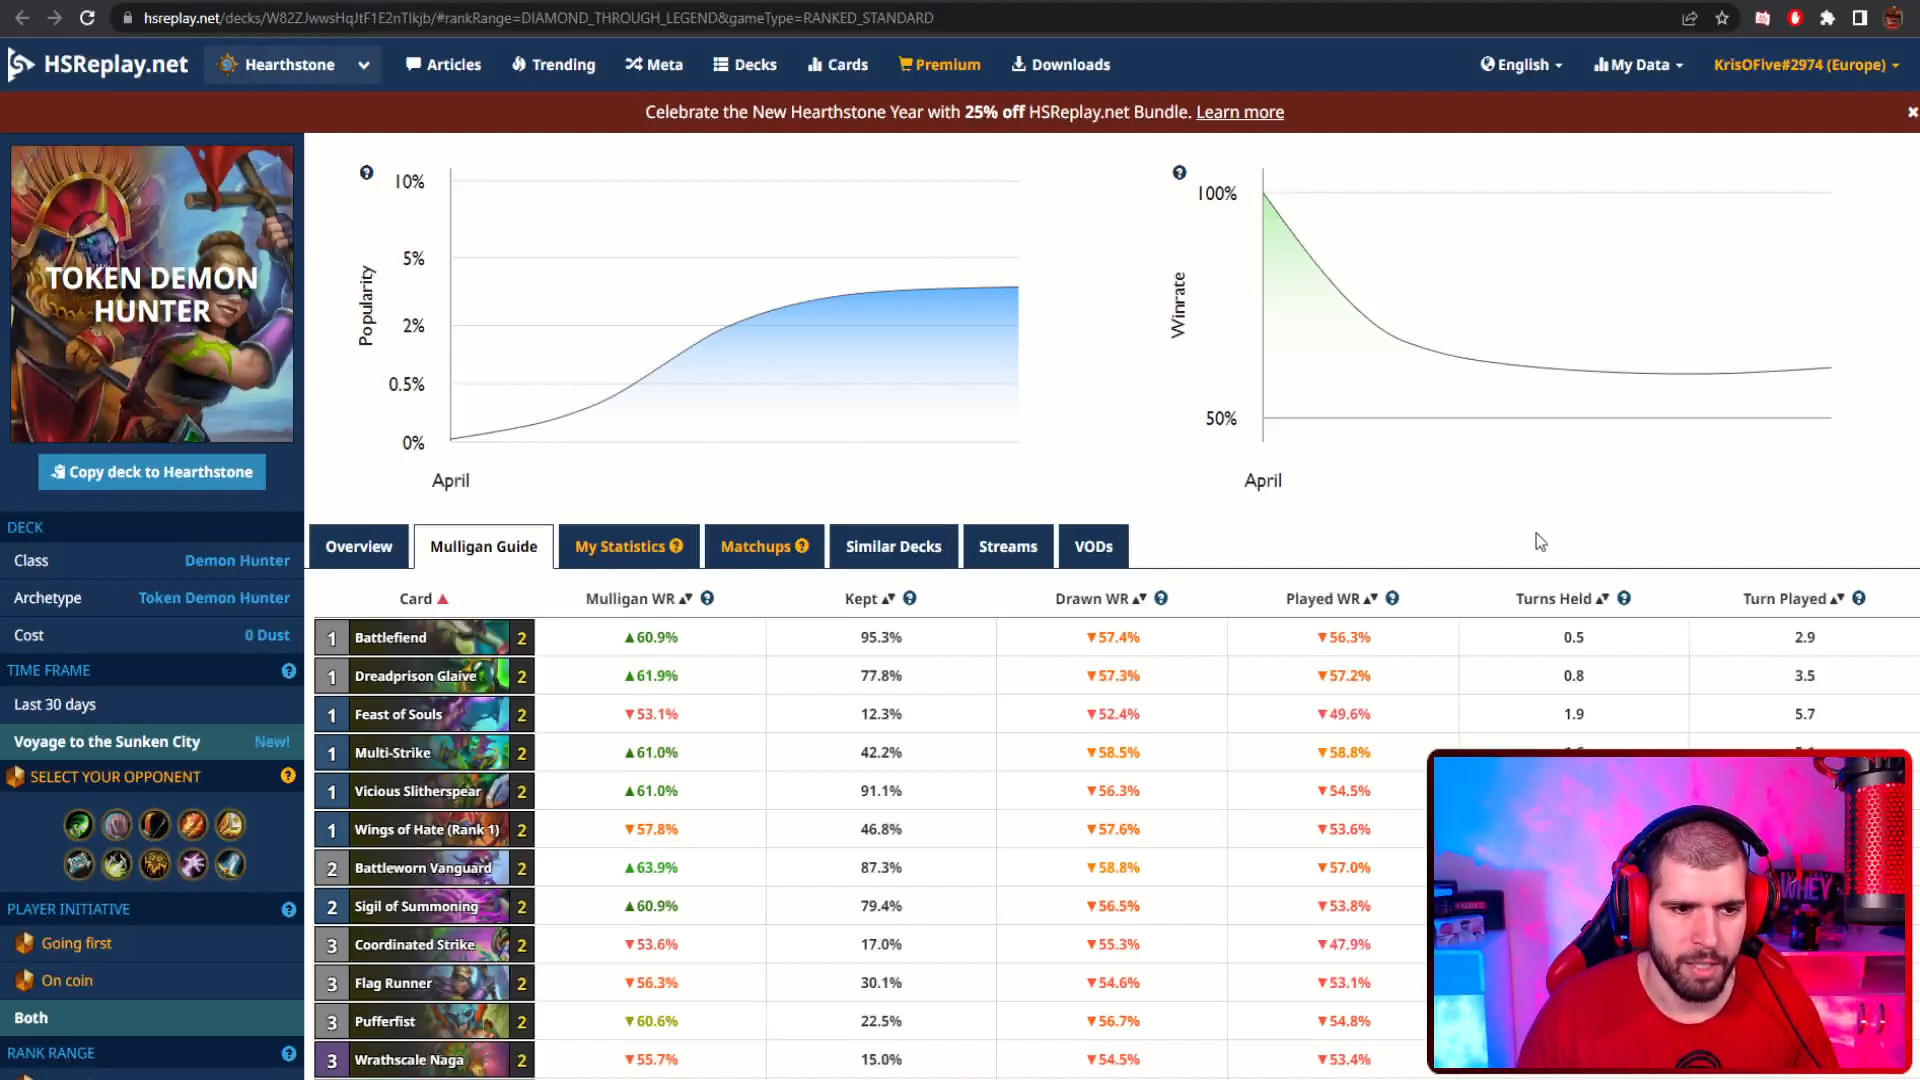 hsreplay.net/decks/W82ZJwwsHqJtF1E2nTlkjb/#rankRange=DIAMOND_THROUGH_LEGEND&gameType=RANKED_STANDARD
HSReplay.net Hearthstone Articles Trending Meta Decks Cards Premium Downloads English My Data KrisOFive#2974 (Europe)
Celebrate the New Hearthstone Year with 25% off HSReplay.net Bundle. Learn more
TOKEN DEMON
HUNTER
Copy deck to Hearthstone
DECK
Class Demon Hunter
Archetype Token Demon Hunter
Cost 0 Dust
TIME FRAME
Last 30 days
Voyage to the Sunken City New!
SELECT YOUR OPPONENT
PLAYER INITIATIVE
Going first
On coin
Both
RANK RANGE
Popularity
10%
5%
2%
0.5%
0%
April
Winrate
100%
50%
April
Overview Mulligan Guide My Statistics Matchups Similar Decks Streams VODs
Card Mulligan WR Kept Drawn WR Played WR Turns Held Turn Played
1 Battlefiend 2 ▲60.9% 95.3% ▼57.4% ▼56.3% 0.5 2.9
1 Dreadprison Glaive 2 ▲61.9% 77.8% ▼57.3% ▼57.2% 0.8 3.5
1 Feast of Souls 2 ▼53.1% 12.3% ▼52.4% ▼49.6% 1.9 5.7
1 Multi-Strike 2 ▲61.0% 42.2% ▼58.5% ▼58.8%
1 Vicious Slitherspear 2 ▲61.0% 91.1% ▼56.3% ▼54.5%
1 Wings of Hate (Rank 1) 2 ▼57.8% 46.8% ▼57.6% ▼53.6%
2 Battleworn Vanguard 2 ▲63.9% 87.3% ▼58.8% ▼57.0%
2 Sigil of Summoning 2 ▲60.9% 79.4% ▼56.5% ▼53.8%
3 Coordinated Strike 2 ▼53.6% 17.0% ▼55.3% ▼47.9%
3 Flag Runner 2 ▼56.3% 30.1% ▼54.6% ▼53.1%
3 Pufferfist 2 ▼60.6% 22.5% ▼56.7% ▼54.8%
3 Wrathscale Naga 2 ▼55.7% 15.0% ▼54.5% ▼53.4%
WHEY